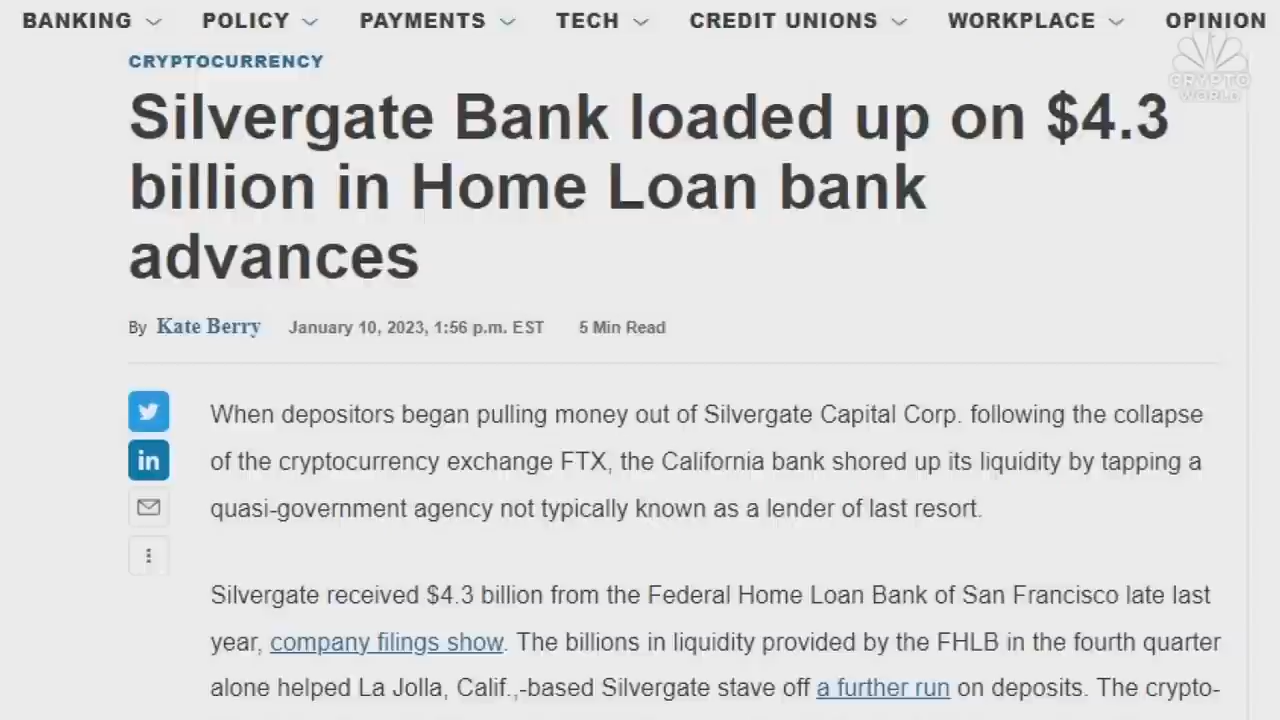 BANKING POLICY PAYMENTS TECH CREDIT UNIONS WORKPLACE OPINION
CRYPTO
WORLD
CRYPTOCURRENCY
Silvergate Bank loaded up on $4.3
billion in Home Loan bank
advances
By Kate Berry January 10, 2023, 1:56 p.m. EST 5 Min Read
When depositors began pulling money out of Silvergate Capital Corp. following the collapse
in of the cryptocurrency exchange FTX, the California bank shored up its liquidity by tapping a
quasi-government agency not typically known as a lender of last resort.
Silvergate received $4.3 billion from the Federal Home Loan Bank of San Francisco late last
year, company filings show. The billions in liquidity provided by the FHLB in the fourth quarter
alone helped La Jolla, Calif.,-based Silvergate stave off a further run on deposits. The crypto-